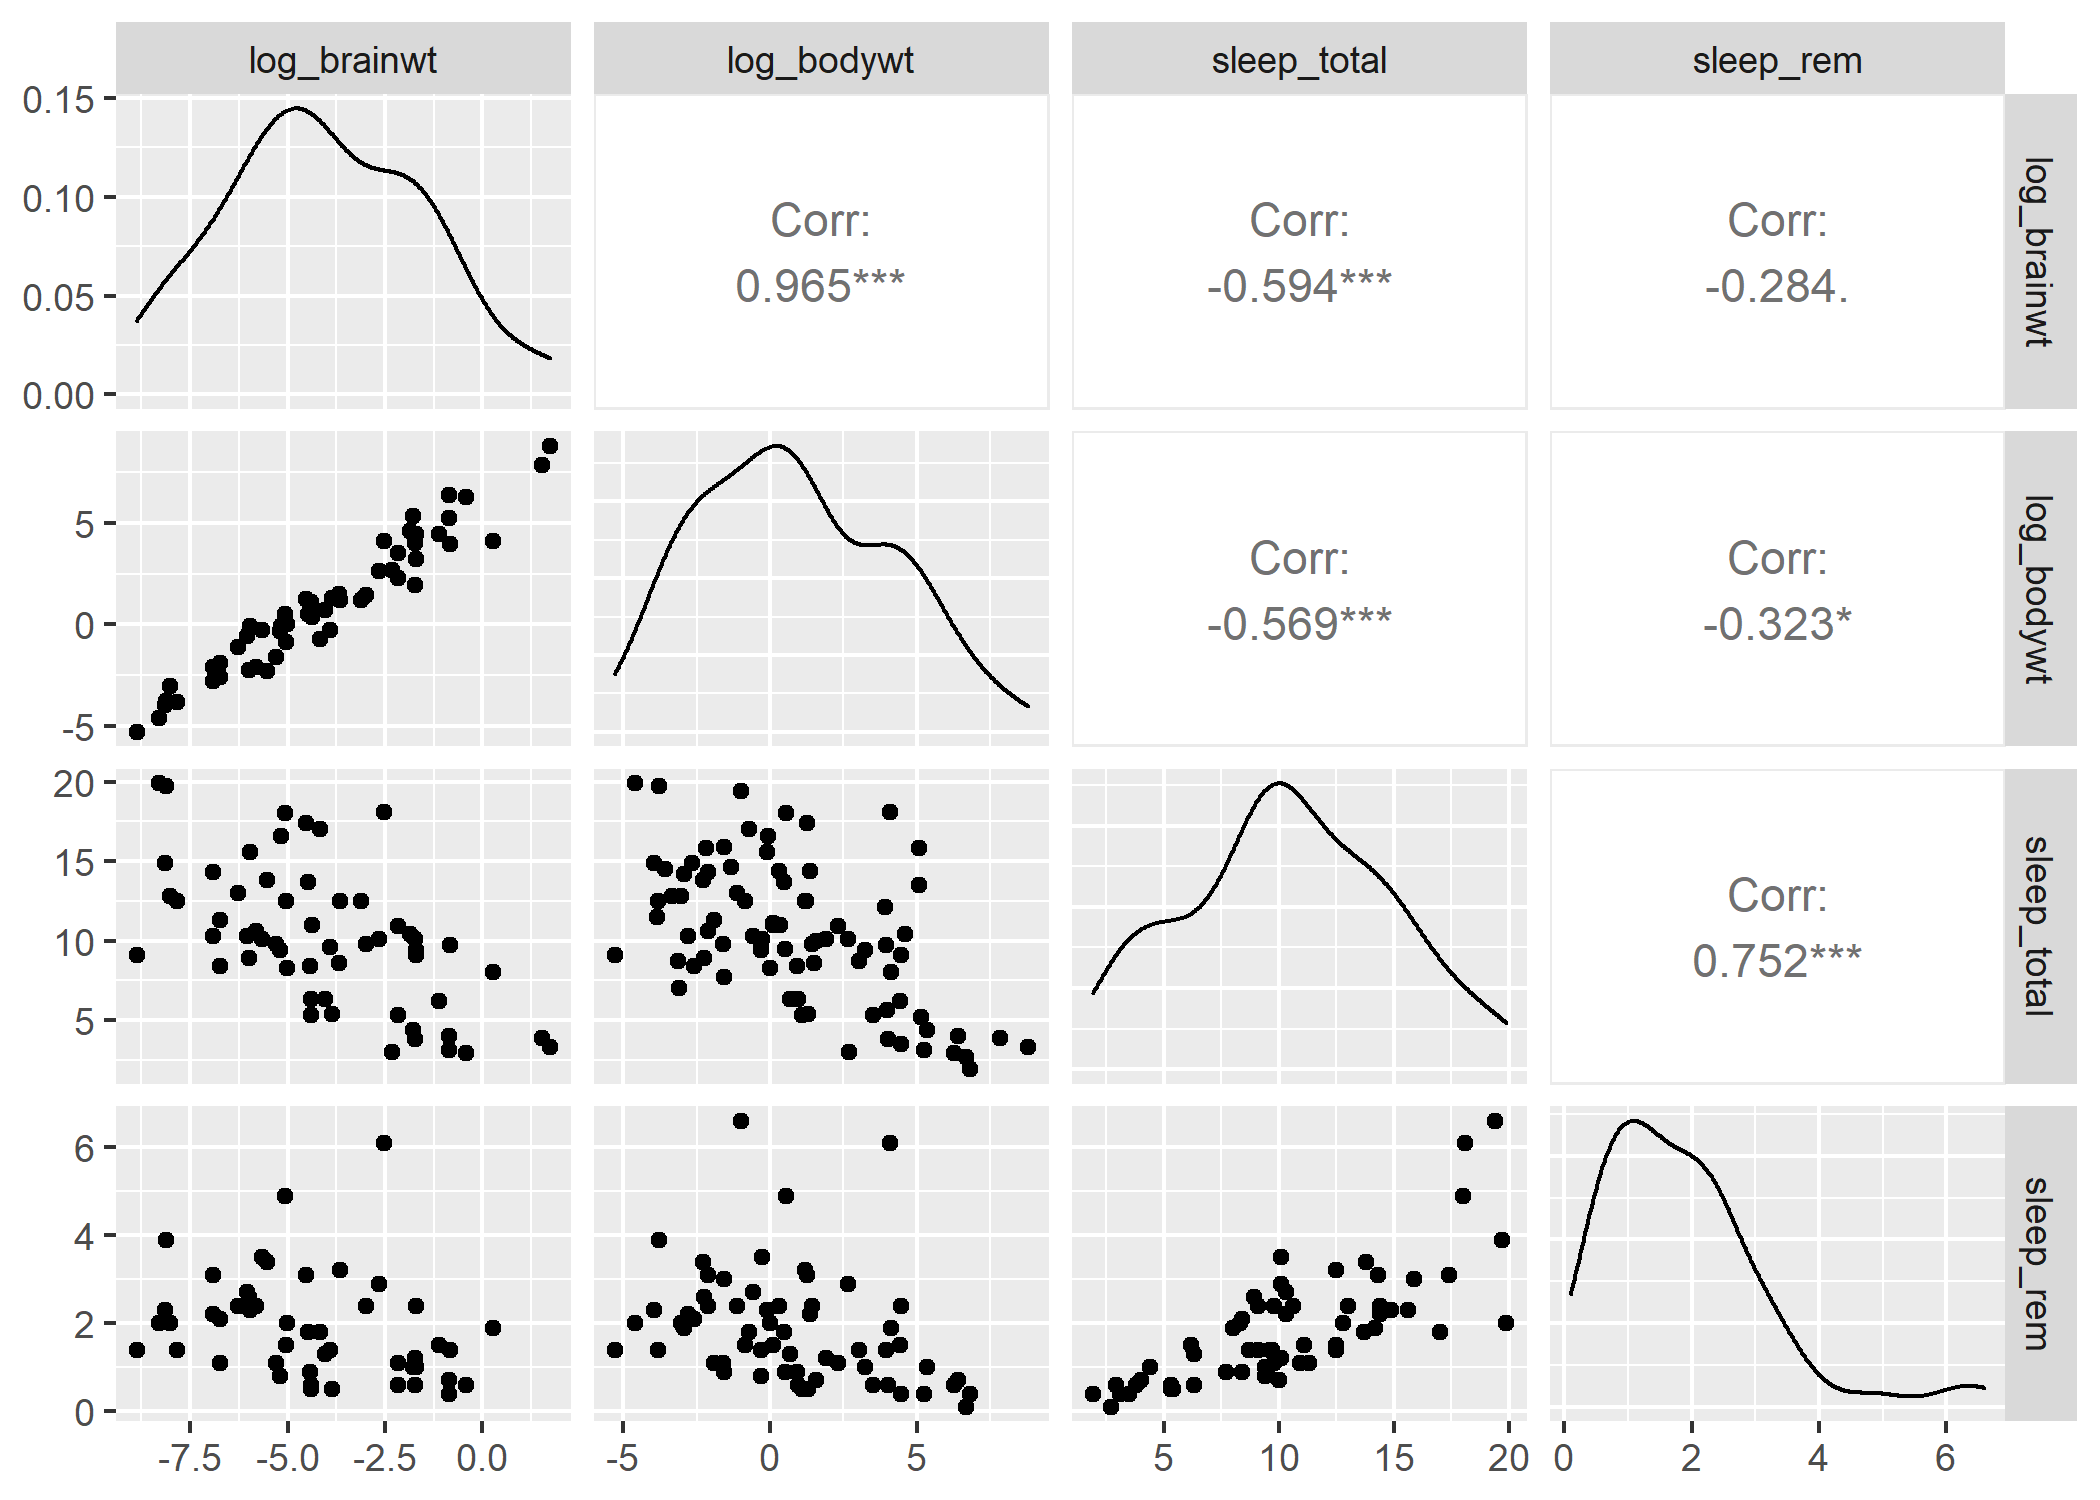 log_brainwt log_bodywt sleep_total sleep_rem
0.15
0.10
0.05
0.00
Corr:
0.965***
Corr:
-0.594***
Corr:
-0.284.
log_brainwt
5
0
-5
Corr:
-0.569***
Corr:
-0.323*
log_bodywt
20
15
10
5
Corr:
0.752***
sleep_total
6
4
2
0
sleep_rem
-7.5 -5.0 -2.5 0.0
-5 0 5
5 10 15 20
0 2 4 6